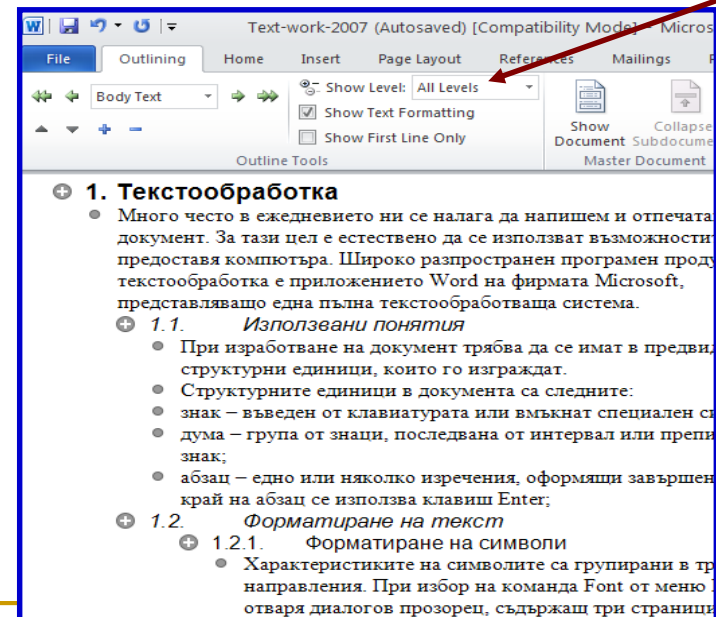 Text-work-2007 (Autosaved) [Compatibility Mode] - Micros
File Outlining Home Insert Page Layout References Mailings
Body Text Show Level: All Levels
Show Text Formatting
Show First Line Only
Show Document Collapse Subdocume
Outline Tools Master Document
1. Текстообработка
Много често в ежедневието ни се налага да напишем и отпечата
документ. За тази цел е естествено да се използват възможностит
предоставя компютъра. Широко разпространен програмен проду
текстообработка е приложението Word на фирмата Microsoft,
представляващо една пълна текстообработваща система.
1.1. Използвани понятия
При изработване на документ трябва да се имат в предвид
структурни единици, които го изграждат.
Структурните единици в документа са следните:
знак – въведен от клавиатурата или вмъкнат специален си
дума – група от знаци, последвана от интервал или препи
знак;
абзац – едно или няколко изречения, оформящи завършен
край на абзац се използва клавиш Enter;
1.2. Форматиране на текст
1.2.1. Форматиране на символи
Характеристиките на символите са групирани в тр
направления. При избор на команда Font от меню
отваря диалогов прозорец, съдържащ три страници